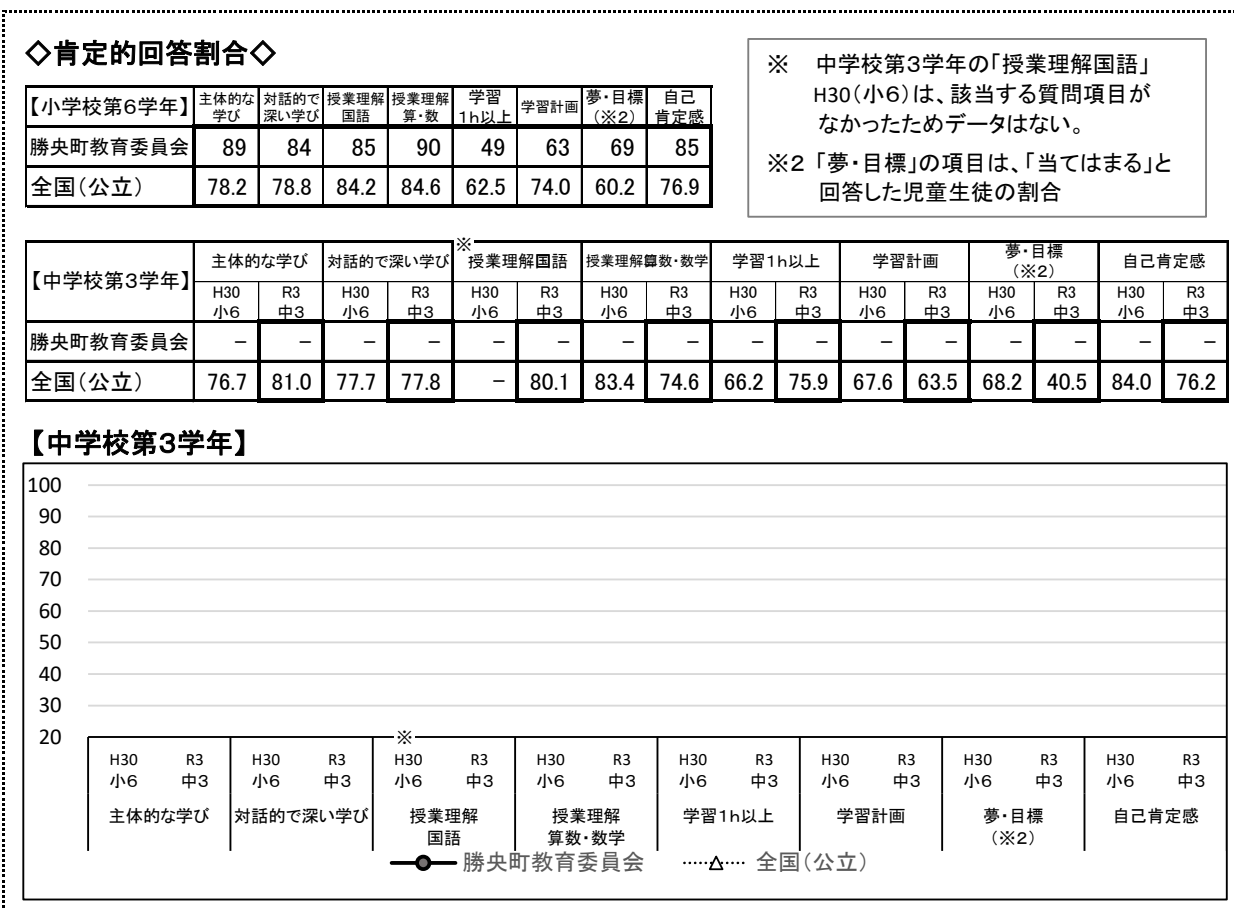 ◇肯定的回答割合◇
※　中学校第3学年の「授業理解国語」
H30(小6)は、該当する質問項目が
なかったためデータはない。
※2 「夢・目標」の項目は、「当てはまる」と
回答した児童生徒の割合
【小学校第6学年】 主体的な学び 対話的で深い学び 授業理解国語 授業理解算・数 学習1h以上 学習計画 夢・目標(※2) 自己肯定感
勝央町教育委員会 89 84 85 90 49 63 69 85
全国(公立) 78.2 78.8 84.2 84.6 62.5 74.0 60.2 76.9
【中学校第3学年】 主体的な学び 対話的で深い学び ※授業理解国語 授業理解算数・数学 学習1h以上 学習計画 夢・目標(※2) 自己肯定感
H30 R3 H30 R3 H30 R3 H30 R3 H30 R3 H30 R3 H30 R3 H30 R3
小6 中3 小6 中3 小6 中3 小6 中3 小6 中3 小6 中3 小6 中3 小6 中3
勝央町教育委員会 － － － － － － － － － － － － － － － －
全国(公立) 76.7 81.0 77.7 77.8 － 80.1 83.4 74.6 66.2 75.9 67.6 63.5 68.2 40.5 84.0 76.2
【中学校第3学年】
100
90
80
70
60
50
40
30
20
※
H30 R3 H30 R3 H30 R3 H30 R3 H30 R3 H30 R3 H30 R3 H30 R3
小6 中3 小6 中3 小6 中3 小6 中3 小6 中3 小6 中3 小6 中3 小6 中3
主体的な学び 対話的で深い学び 授業理解 授業理解 学習1h以上 学習計画 夢・目標 自己肯定感
国語 算数・数学 (※2)
勝央町教育委員会 全国(公立)